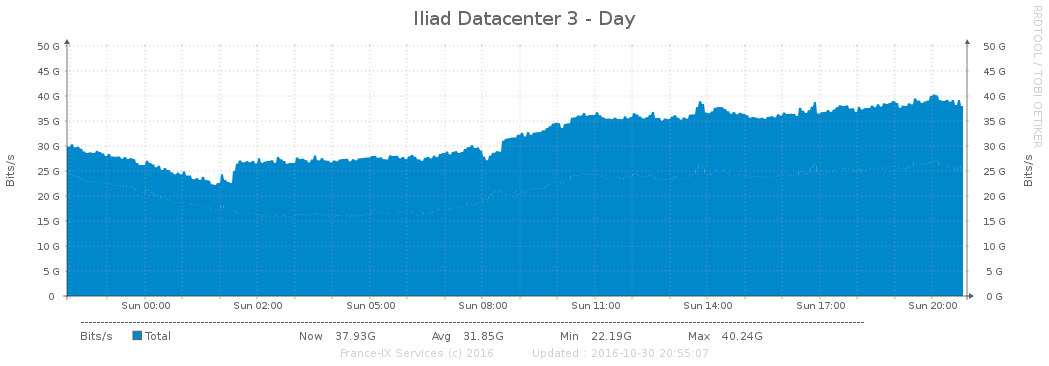 Iliad Datacenter 3 - Day
RRDTOOL / TOBI OETIKER
50 G 50 G
45 G 45 G
40 G 40 G
35 G 35 G
30 G 30 G
25 G 25 G
20 G 20 G
15 G 15 G
10 G 10 G
5 G 5 G
0 0 G
Bits/s
Bits/s
Sun 00:00 Sun 02:00 Sun 05:00 Sun 08:00 Sun 11:00 Sun 14:00 Sun 17:00 Sun 20:00
Bits/s Total Now 37.93G Avg 31.85G Min 22.19G Max 40.24G
France-IX Services (c) 2016 Updated : 2016-10-30 20:55:07